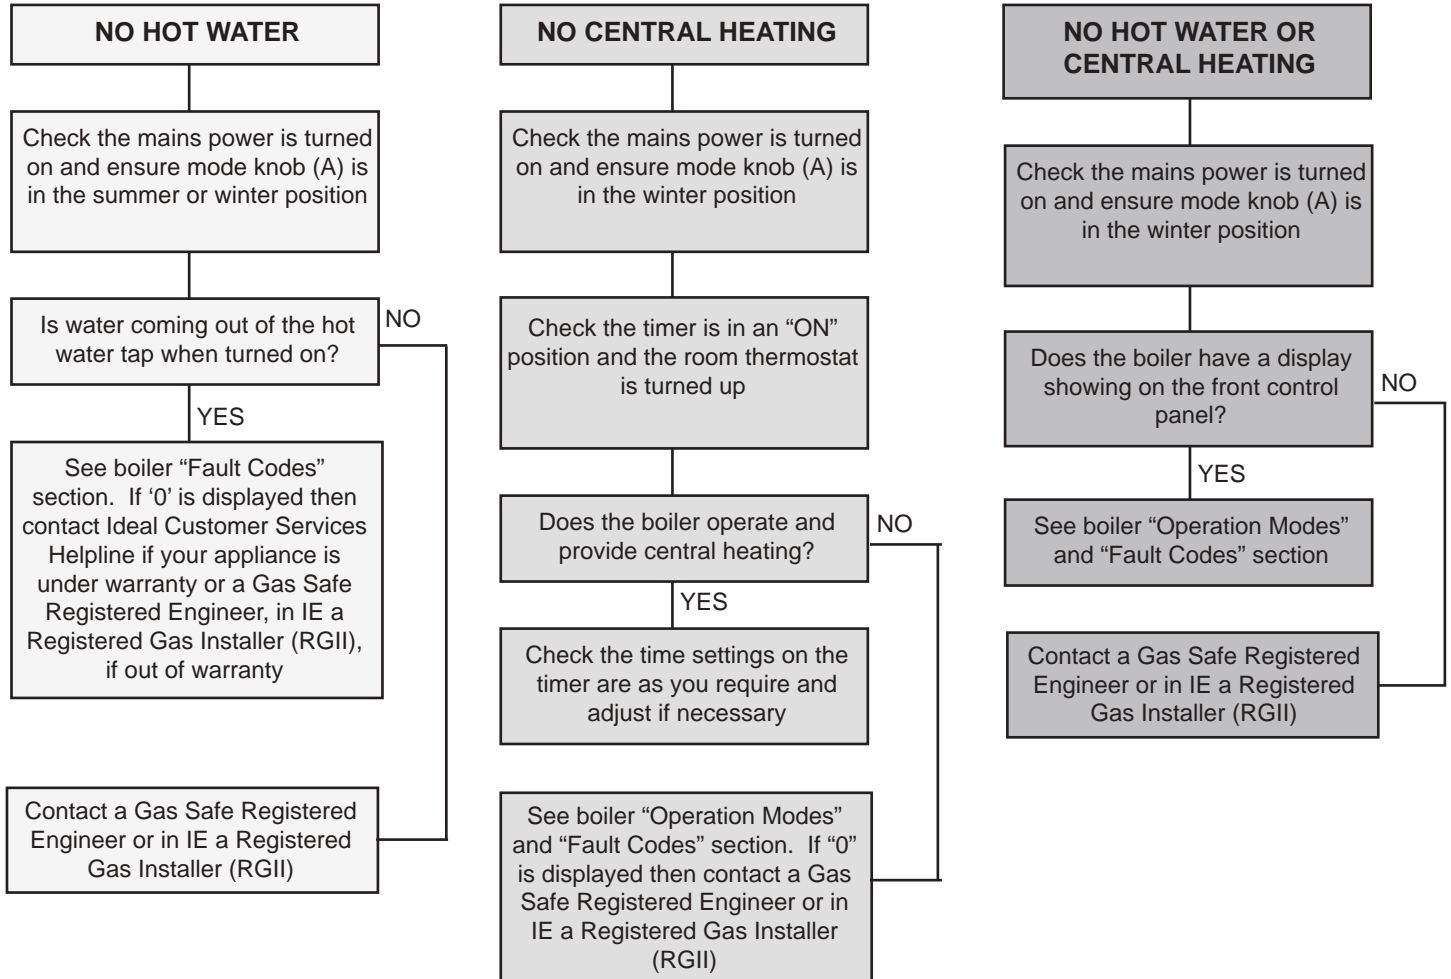 NO HOT WATER
Check the mains power is turned
on and ensure mode knob (A) is
in the summer or winter position
Is water coming out of the hot
water tap when turned on?
NO
YES
See boiler “Fault Codes”
section.  If ‘0’ is displayed then
contact Ideal Customer Services
Helpline if your appliance is
under warranty or a Gas Safe
Registered Engineer, in IE a
Registered Gas Installer (RGII),
if out of warranty
Contact a Gas Safe Registered
Engineer or in IE a Registered
Gas Installer (RGII)
NO CENTRAL HEATING
Check the mains power is turned
on and ensure mode knob (A) is
in the winter position
Check the timer is in an “ON”
position and the room thermostat
is turned up
Does the boiler operate and
provide central heating?
NO
YES
Check the time settings on the
timer are as you require and
adjust if necessary
See boiler “Operation Modes”
and “Fault Codes” section.  If “0”
is displayed then contact a Gas
Safe Registered Engineer or in
IE a Registered Gas Installer
(RGII)
NO HOT WATER OR
CENTRAL HEATING
Check the mains power is turned
on and ensure mode knob (A) is
in the winter position
Does the boiler have a display
showing on the front control
panel?
NO
YES
See boiler “Operation Modes”
and “Fault Codes” section
Contact a Gas Safe Registered
Engineer or in IE a Registered
Gas Installer (RGII)